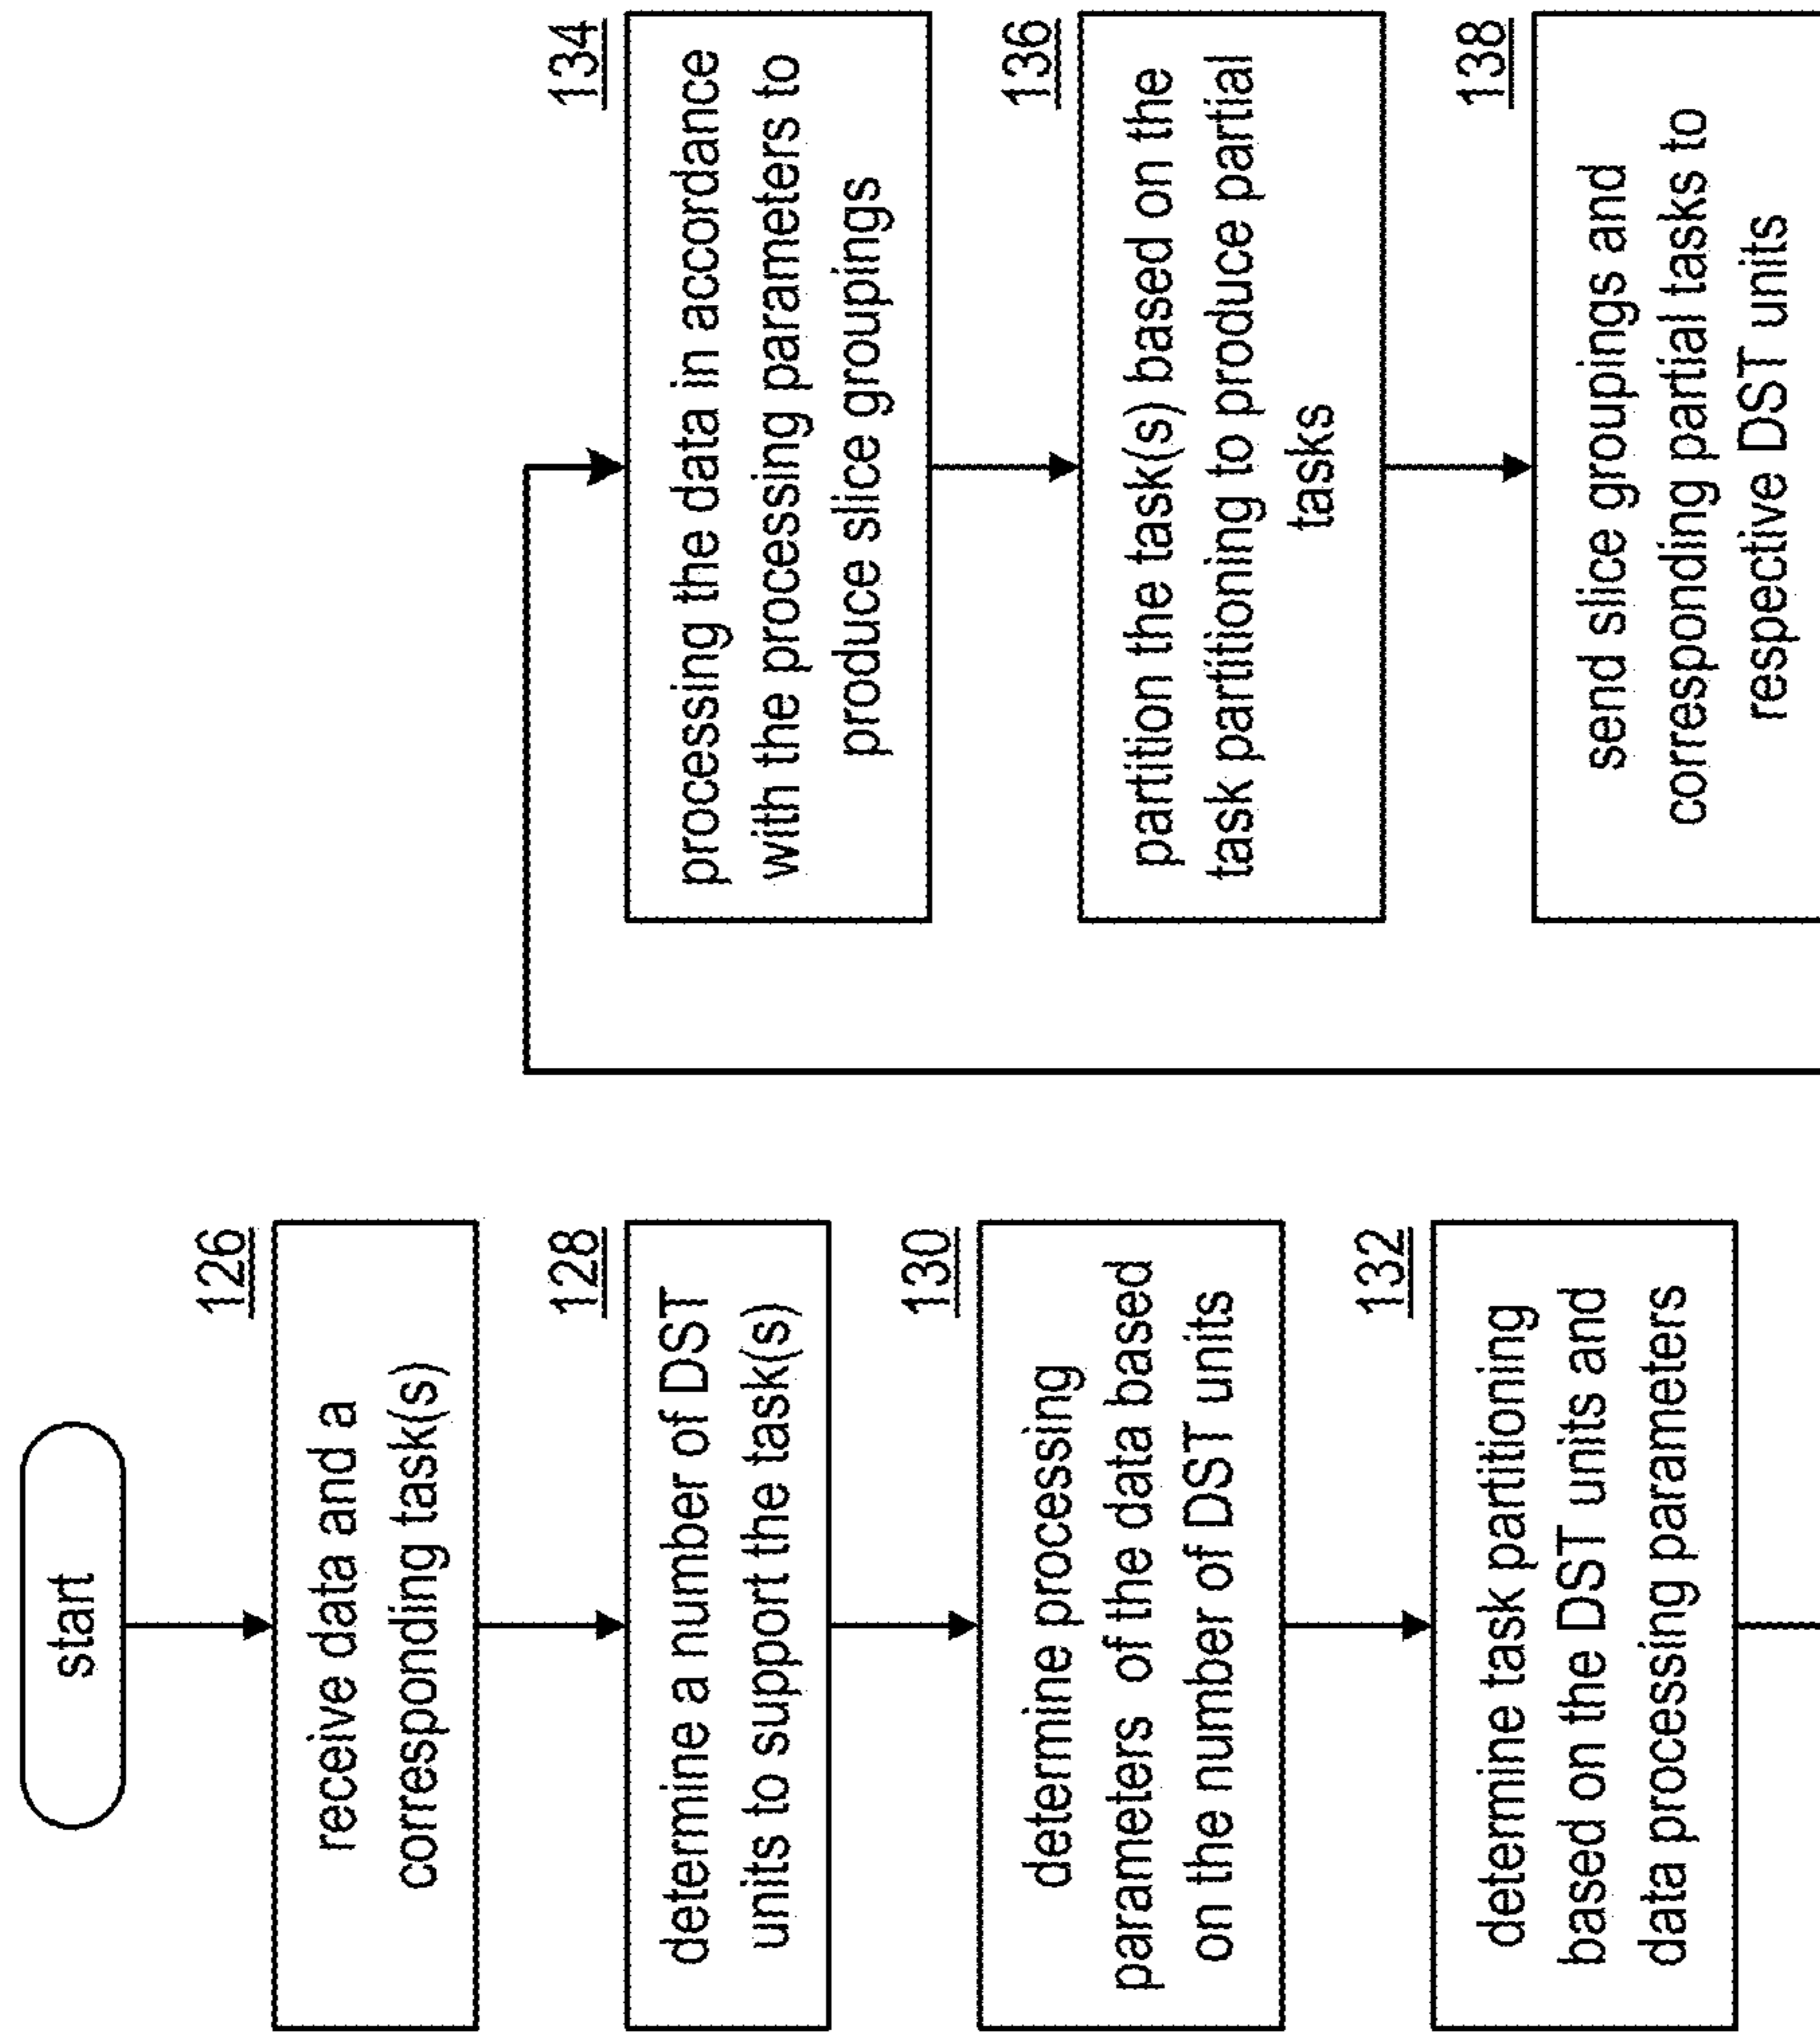 start
126
receive data and a
corresponding task(s)
128
determine a number of DST
units to support the task(s)
130
determine processing
parameters of the data based
on the number of DST units
132
determine task partitioning
based on the DST units and
data processing parameters
134
processing the data in accordance
with the processing parameters to
produce slice groupings
136
partition the task(s) based on the
task partitioning to produce partial
tasks
138
send slice groupings and
corresponding partial tasks to
respective DST units